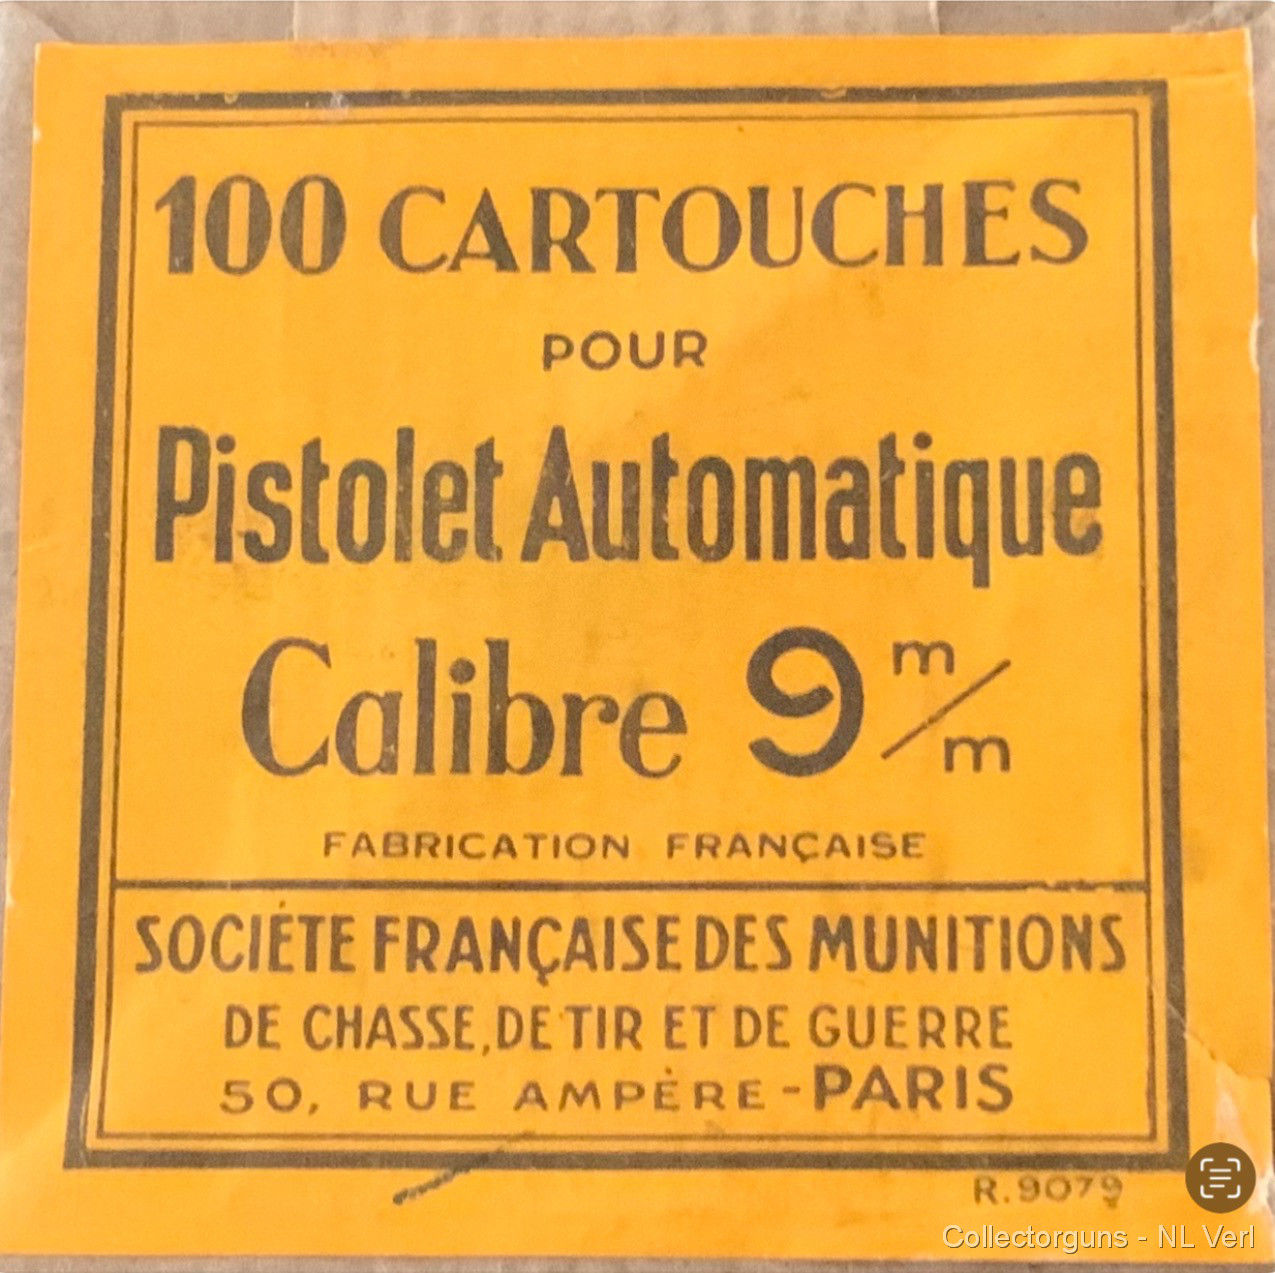 100 CARTOUCHES
POUR
Pistolet Automatique
Calibre 9 m/m
FABRICATION FRANÇAISE
SOCIÉTE FRANÇAISE DES MUNITIONS
DE CHASSE, DE TIR ET DE GUERRE
50, RUE AMPÈRE - PARIS
R.9079
Collectorguns - NL Verl